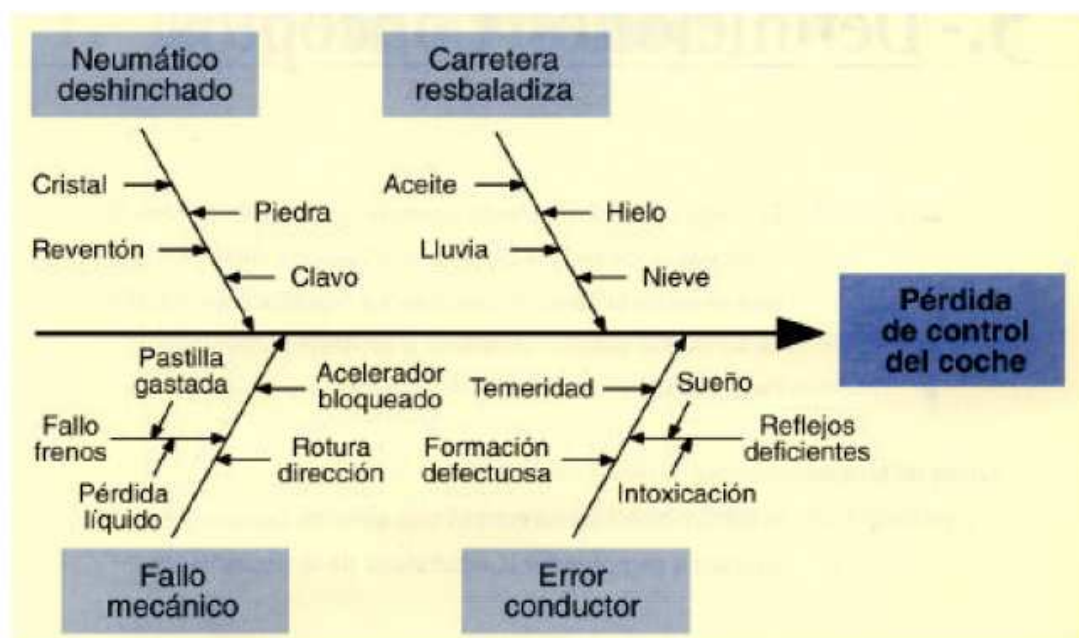 Neumático
deshinchado
Carretera
resbaladiza
Cristal
Piedra
Reventón
Clavo
Aceite
Hielo
Lluvia
Nieve
Pérdida
de control
del coche
Pastilla
gastada
Acelerador
bloqueado
Fallo
frenos
Rotura
dirección
Pérdida
líquido
Temeridad
Sueño
Formación
defectuosa
Reflejos
deficientes
Intoxicación
Fallo
mecánico
Error
conductor